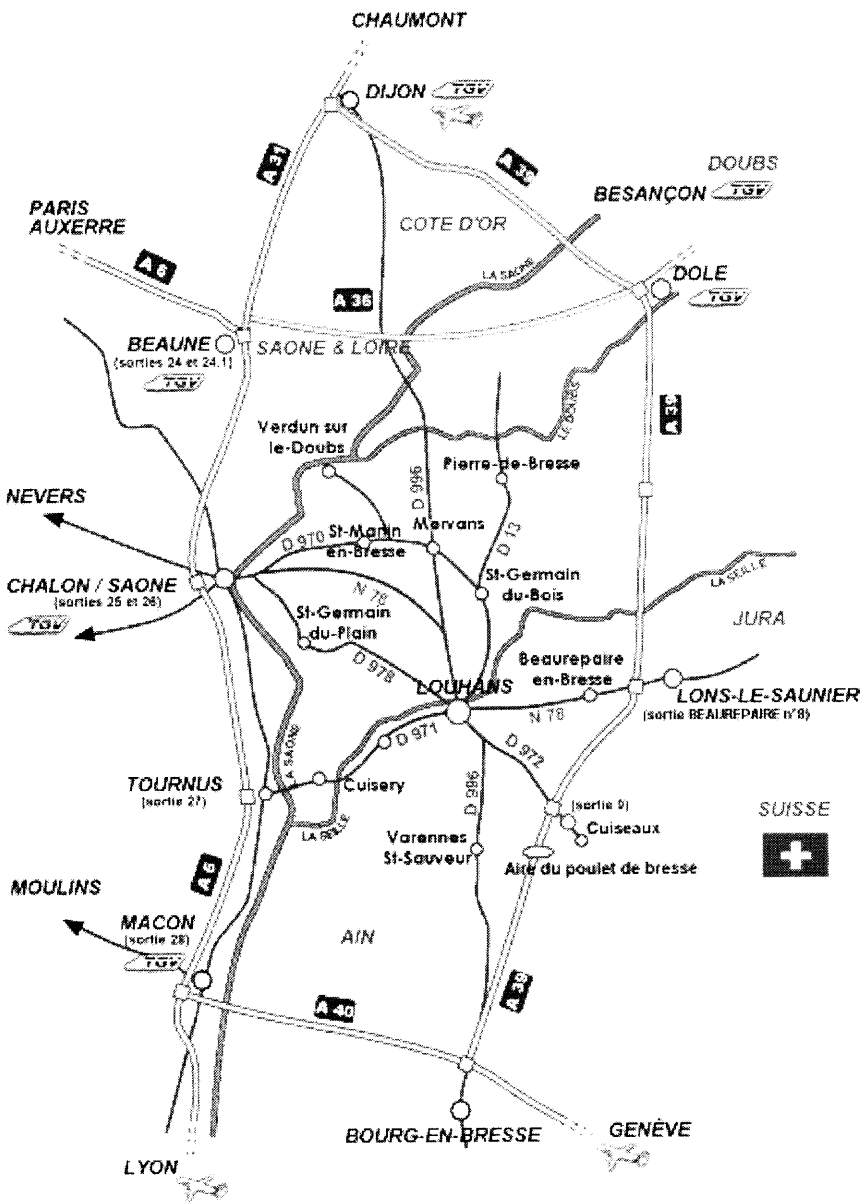 CHAUMONT
DIJON TGV
A 31
A 39
DOUBS
BESANÇON TGV
PARIS
AUXERRE
COTE D'OR
A 6
LA SAONE
DOLE
TGV
A 36
BEAUNE
(sorties 24 et 24.1)
TGV
SAONE & LOIRE
LE DOUBS
A 39
Verdun sur
le-Doubs
Pierre-de-Bresse
NEVERS
D 996
D 970
St-Martin
en-Bresse
Mervans
D 13
CHALON / SAONE
(sorties 25 et 26)
TGV
N 78
St-Germain
du-Bois
LA SEILLE
St-Germain
du-Plain
JURA
D 978
LOUHANS
Beaurepaire
en-Bresse
N 78
LONS-LE-SAUNIER
(sortie BEAUREPAIRE n°8)
D 971
D 972
LA SAONE
TOURNUS
(sortie 27)
Cuisery
D 996
(sortie 9)
Cuiseaux
SUISSE
LA SEILLE
Varennes
St-Sauveur
Aire du poulet de bresse
A 6
MOULINS
MACON
(sortie 28)
TGV
AIN
A 39
A 40
BOURG-EN-BRESSE
GENÈVE
LYON